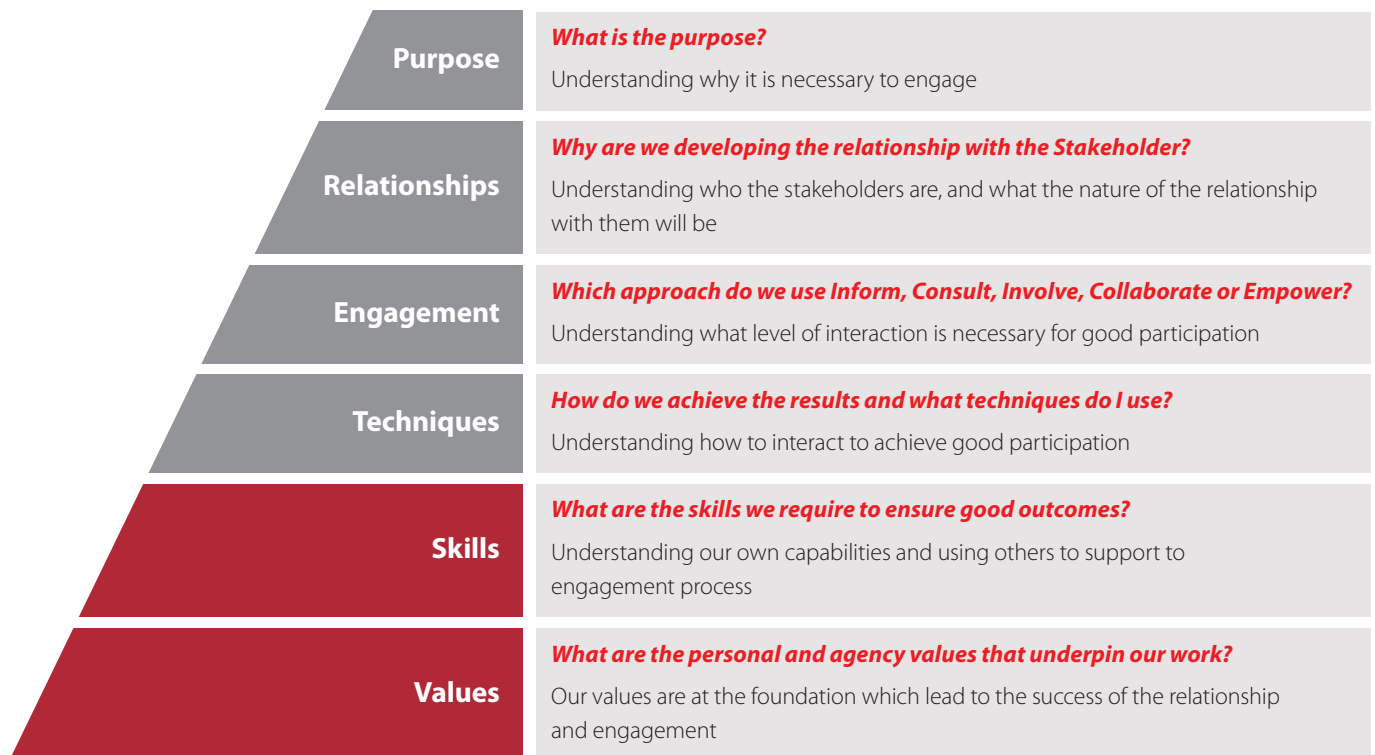 Purpose
What is the purpose?
Understanding why it is necessary to engage
Relationships
Why are we developing the relationship with the Stakeholder?
Understanding who the stakeholders are, and what the nature of the relationship
with them will be
Engagement
Which approach do we use Inform, Consult, Involve, Collaborate or Empower?
Understanding what level of interaction is necessary for good participation
Techniques
How do we achieve the results and what techniques do I use?
Understanding how to interact to achieve good participation
Skills
What are the skills we require to ensure good outcomes?
Understanding our own capabilities and using others to support to
engagement process
Values
What are the personal and agency values that underpin our work?
Our values are at the foundation which lead to the success of the relationship
and engagement